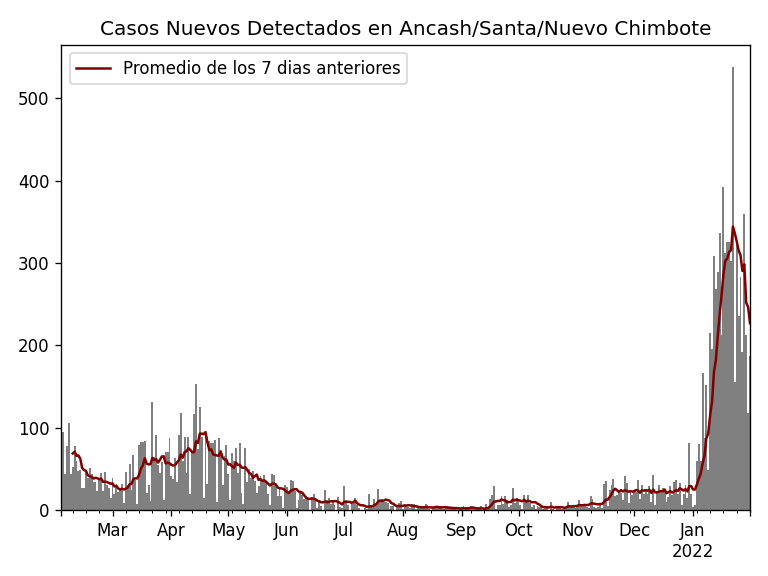 Casos Nuevos Detectados en Ancash/Santa/Nuevo Chimbote
Promedio de los 7 dias anteriores
500
400
300
200
100
0
Mar Apr May Jun Jul Aug Sep Oct Nov Dec Jan
2022